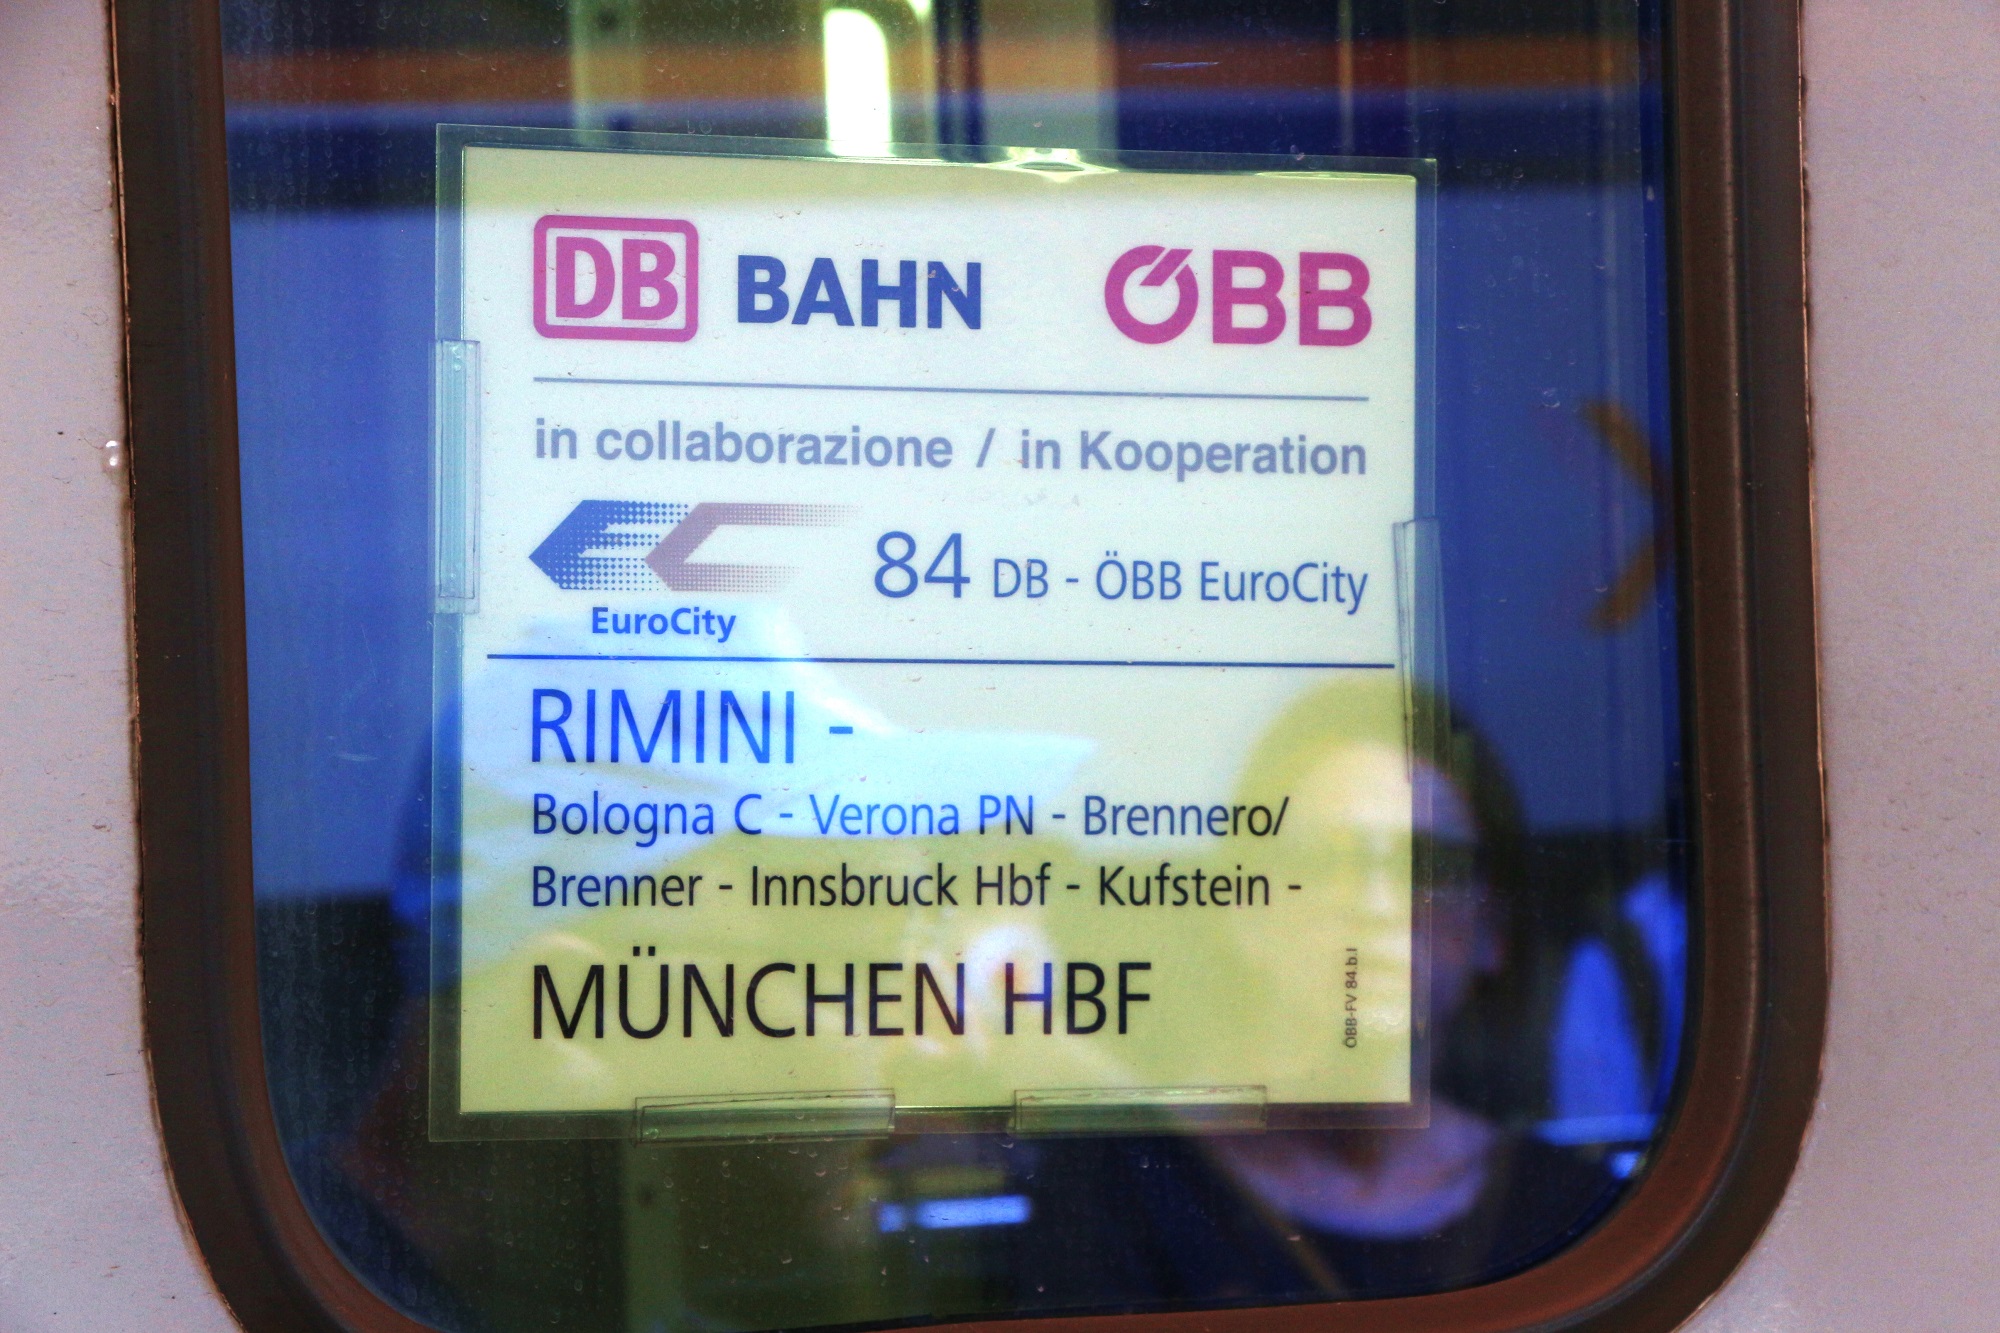 DB BAHN ÖBB
in collaborazione / in Kooperation
EC 84 DB - ÖBB EuroCity
EuroCity
RIMINI -
Bologna C - Verona PN - Brennero/
Brenner - Innsbruck Hbf - Kufstein -
MÜNCHEN HBF
ÖBB-FV 84.b.I